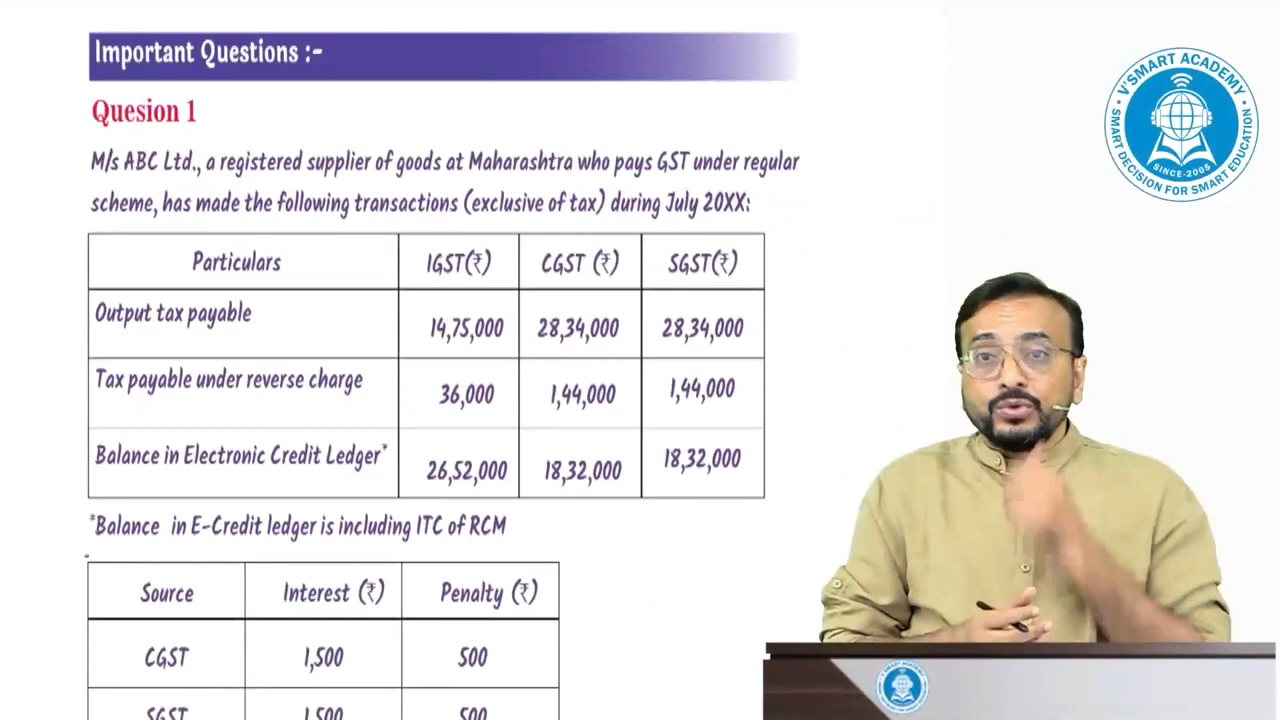 Important Questions :-
Quesion 1
M/s ABC Ltd., a registered supplier of goods at Maharashtra who pays GST under regular
scheme, has made the following transactions (exclusive of tax) during July 20XX:
Particulars IGST(₹) CGST (₹) SGST(₹)
Output tax payable 14,75,000 28,34,000 28,34,000
Tax payable under reverse charge 36,000 1,44,000 1,44,000
Balance in Electronic Credit Ledger* 26,52,000 18,32,000 18,32,000
*Balance in E-Credit ledger is including ITC of RCM
Source Interest (₹) Penalty (₹)
CGST 1,500 500
SGST 1,500 500
V'SMART ACADEMY
SINCE-2005
SMART DECISION FOR SMART EDUCATION